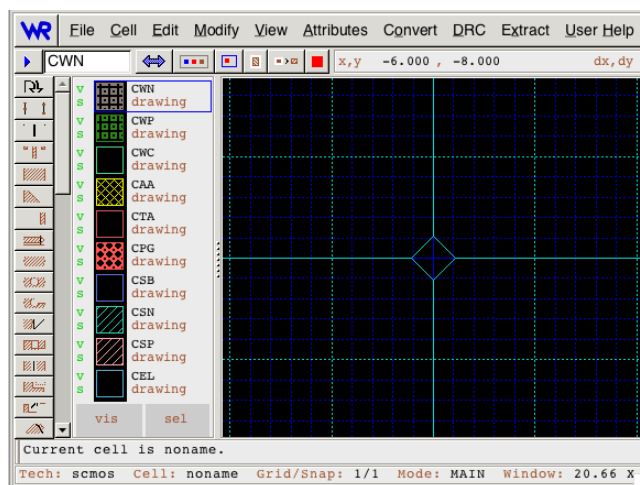 WR File Cell Edit Modify View Attributes Convert DRC Extract User Help
CWN x,y -6.000 , -8.000 dx,dy
V CWN
S drawing
V CWP
S drawing
V CWC
S drawing
V CAA
S drawing
V CTA
S drawing
V CPG
S drawing
V CSB
S drawing
V CSN
S drawing
V CSP
S drawing
V CEL
S drawing
vis sel
Current cell is noname.
Tech: scmos Cell: noname Grid/Snap: 1/1 Mode: MAIN Window: 20.66 X